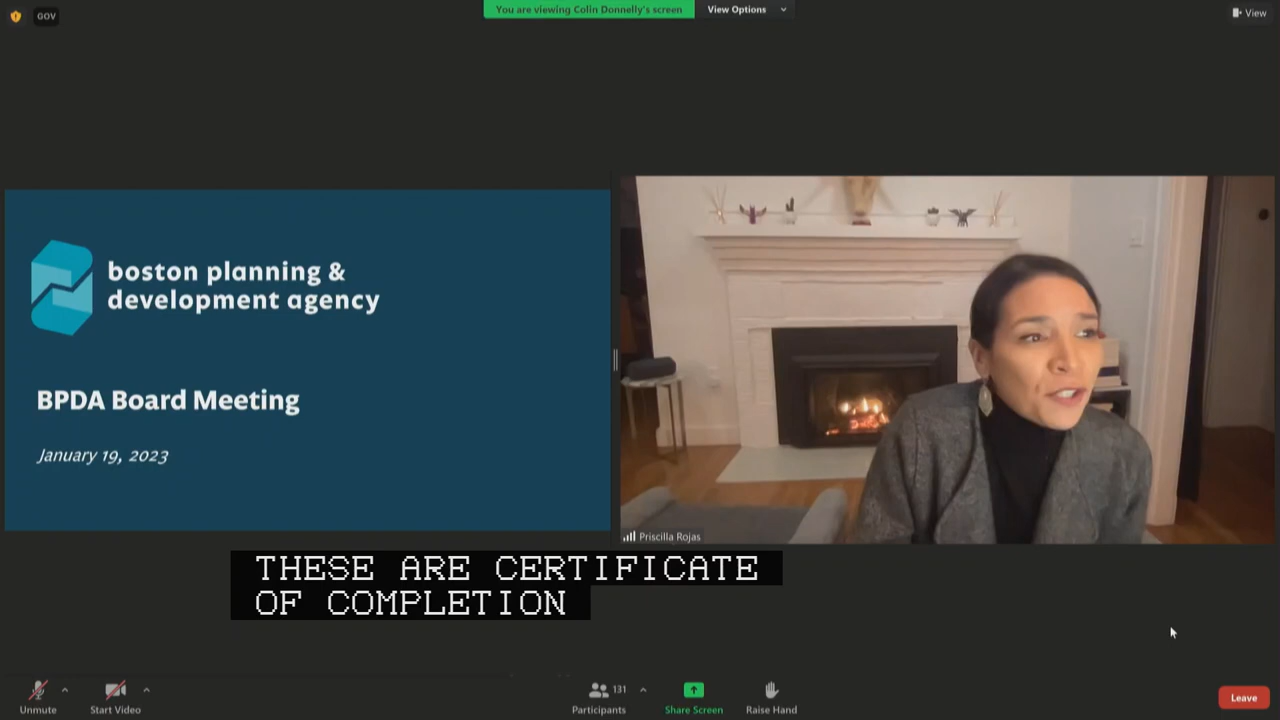 GOV
You are viewing Colin Donnelly's screen
View Options
View
boston planning &
development agency
BPDA Board Meeting
January 19, 2023
Priscilla Rojas
THESE ARE CERTIFICATE
OF COMPLETION
Unmute
Start Video
131
Participants
Share Screen
Raise Hand
Leave